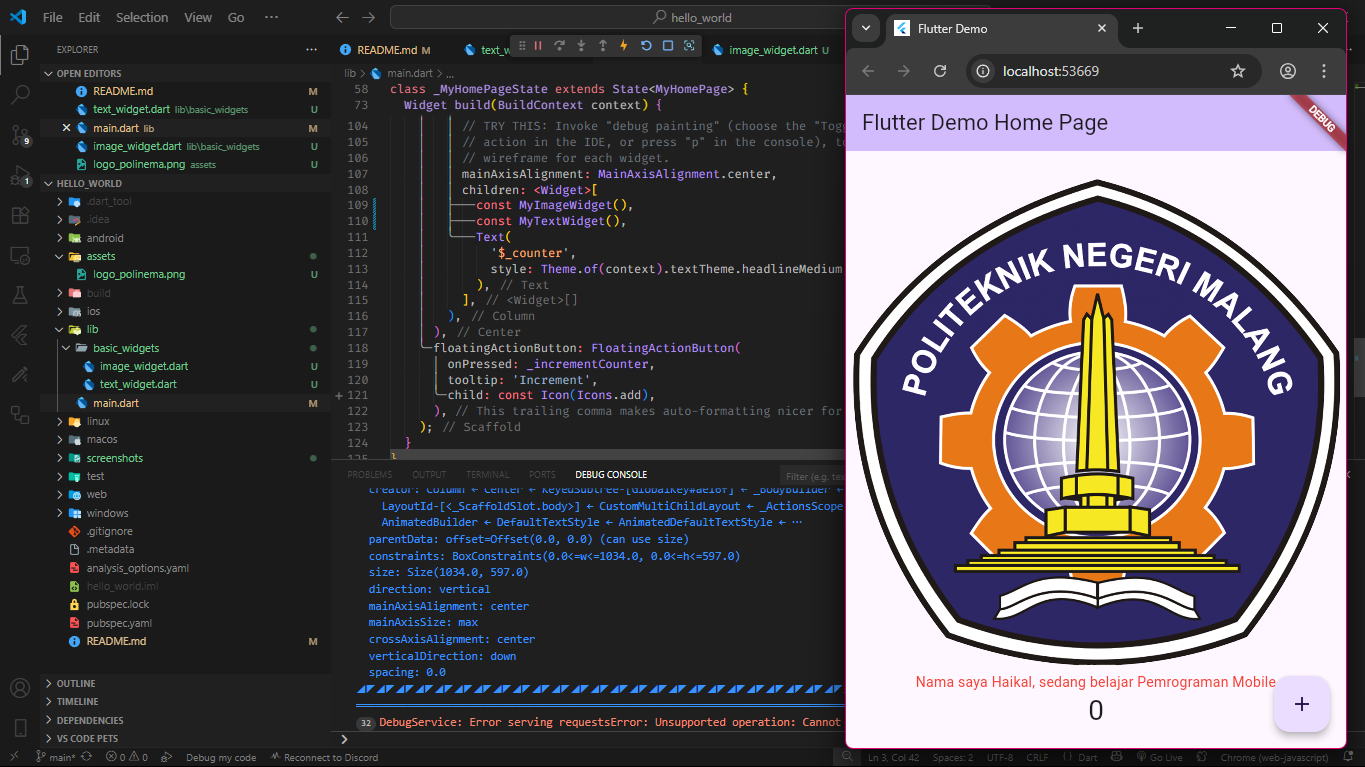 File Edit Selection View Go ···
hello_world
EXPLORER
OPEN EDITORS
README.md M
text_widget.dart lib\basic_widgets U
main.dart lib M
image_widget.dart lib\basic_widgets U
logo_polinema.png assets U
HELLO_WORLD
.dart_tool
.idea
android
assets
logo_polinema.png U
build
ios
lib
basic_widgets
image_widget.dart U
text_widget.dart U
main.dart M
linux
macos
screenshots
test
web
windows
.gitignore
.metadata
analysis_options.yaml
hello_world.iml
pubspec.lock
pubspec.yaml
README.md M
OUTLINE
TIMELINE
DEPENDENCIES
VS CODE PETS
9
1
README.md M
image_widget.dart U
lib > main.dart > ...
58 class _MyHomePageState extends State<MyHomePage> {
73 Widget build(BuildContext context) {
104 // TRY THIS: Invoke "debug painting" (choose the "Togg
105 // action in the IDE, or press "p" in the console), to
106 // wireframe for each widget.
107 mainAxisAlignment: MainAxisAlignment.center,
108 children: <Widget>[
109 const MyImageWidget(),
110 const MyTextWidget(),
111 Text(
112 '$_counter',
113 style: Theme.of(context).textTheme.headlineMedium
114 ), // Text
115 ], // <Widget>[]
116 ), // Column
117 ), // Center
118 floatingActionButton: FloatingActionButton(
119 onPressed: _incrementCounter,
120 tooltip: 'Increment',
121 child: const Icon(Icons.add),
122 ), // This trailing comma makes auto-formatting nicer for
123 ); // Scaffold
124 }
125 }
PROBLEMS OUTPUT TERMINAL PORTS DEBUG CONSOLE
Filter (e.g. tex
LayoutId-[<_ScaffoldSlot.body>] ← CustomMultiChildLayout ← _ActionsScope
AnimatedBuilder ← DefaultTextStyle ← AnimatedDefaultTextStyle ← ⋯
parentData: offset=Offset(0.0, 0.0) (can use size)
constraints: BoxConstraints(0.0<=w<=1034.0, 0.0<=h<=597.0)
size: Size(1034.0, 597.0)
direction: vertical
mainAxisAlignment: center
mainAxisSize: max
crossAxisAlignment: center
verticalDirection: down
spacing: 0.0
32 DebugService: Error serving requestsError: Unsupported operation: Cannot
main* 0 0 Debug my code Reconnect to Discord
Ln 3, Col 42 Spaces: 2 UTF-8 CRLF Dart Go Live Chrome (web-javascript)
Flutter Demo
localhost:53669
Flutter Demo Home Page
DEBUG
POLITEKNIK NEGERI MALANG
Nama saya Haikal, sedang belajar Pemrograman Mobile
0